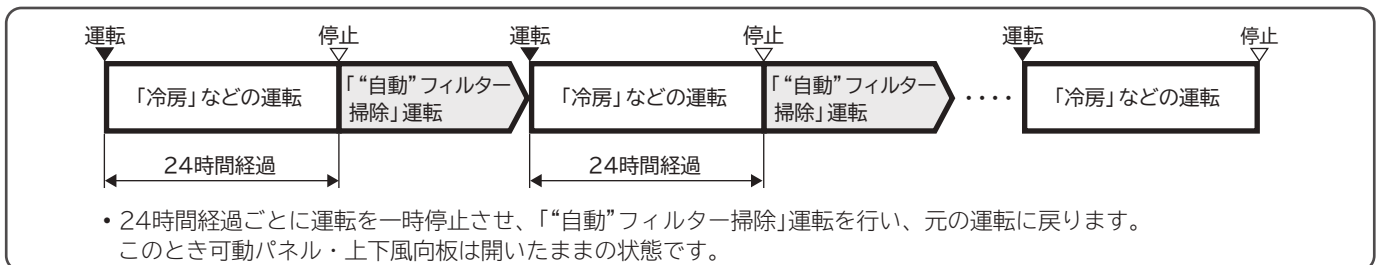 運転 停止 運転 停止 運転 停止
「冷房」などの運転 「“自動”フィルター 「冷房」などの運転 「“自動”フィルター ・・・・ 「冷房」などの運転
掃除」運転 掃除」運転
24時間経過 24時間経過
•24時間経過ごとに運転を一時停止させ、「“自動”フィルター掃除」運転を行い、元の運転に戻ります。
このとき可動パネル・上下風向板は開いたままの状態です。